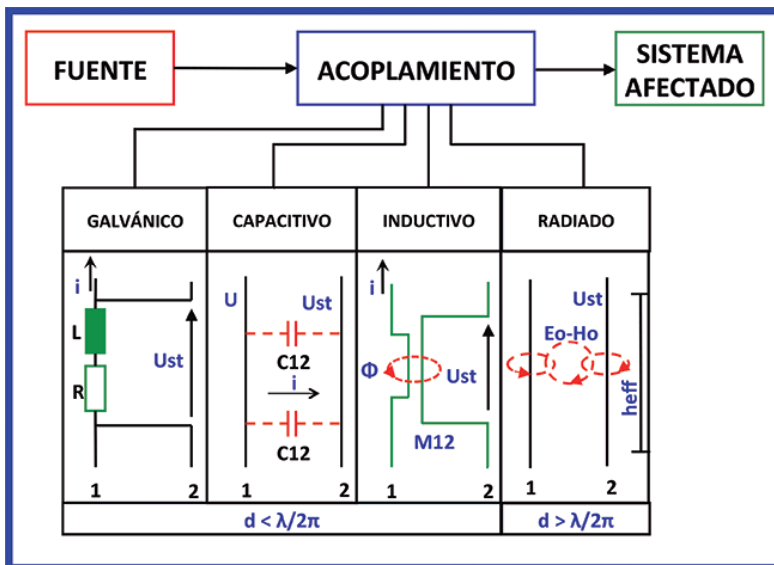 FUENTE
ACOPLAMIENTO
SISTEMA
AFECTADO
GALVÁNICO
CAPACITIVO
INDUCTIVO
RADIADO
i
L
R
Ust
1
2
U
Ust
C12
i
C12
1
2
i
Φ
Ust
M12
1
2
Ust
Eo-Ho
heff
1
2
d < λ/2π
d > λ/2π